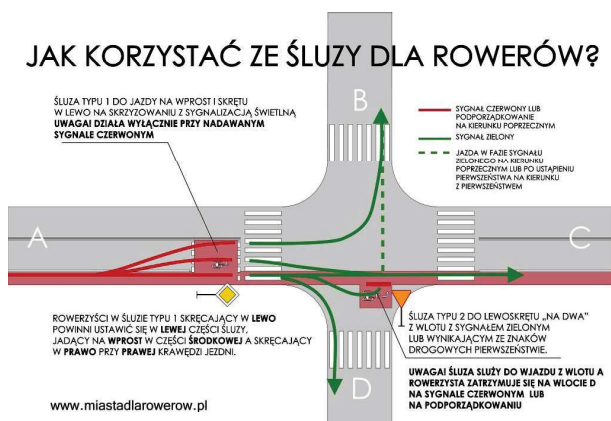 JAK KORZYSTAĆ ZE ŚLUZY DLA ROWERÓW?
ŚLUZA TYPU 1 DO JAZDY NA WPROST I SKRĘTU
W LEWO NA SKRZYZOWANIU Z SYGNALIZACJĄ ŚWIETLNĄ
UWAGA! DZIAŁA WYŁĄCZNIE PRZY NADAWANYM
SYGNALE CZERWONYM
B
SYGNAŁ CZERWONY LUB
PODPORZĄDKOWANIE
NA KIERUNKU POPRZECZNYM
SYGNAŁ ZIELONY
JAZDA W FAZIE SYGNAŁU
ZIELONEGO NA KIERUNKU
POPRZECZNYM LUB PO USTĄPIENIU
PIERWSZEŃSTWA NA KIERUNKU
Z PIERWSZEŃSTWEM
A
C
ROWERZYŚCI W ŚLUZIE TYPU 1 SKRĘCAJĄCY W LEWO
POWINNI USTAWIĆ SIĘ W LEWEJ CZĘŚCI ŚLUZY,
JADĄCY NA WPROST W CZĘŚCI ŚRODKOWEJ A SKRĘCAJĄCY
W PRAWO PRZY PRAWEJ KRAWĘDZI JEZDNI.
ŚLUZA TYPU 2 DO LEWOSKRĘTU „NA DWA"
Z WLOTU Z SYGNAŁEM ZIELONYM
LUB WYNIKAJĄCYM ZE ZNAKÓW
DROGOWYCH PIERWSZEŃSTWIE.
UWAGA! ŚLUZA SŁUŻY DO WJAZDU Z WLOTU A
ROWERZYSTA ZATRZYMUJE SIĘ NA WLOCIE D
NA SYGNALE CZERWONYM LUB
NA PODPORZĄDKOWANIU
D
www.miastadlarowerow.pl